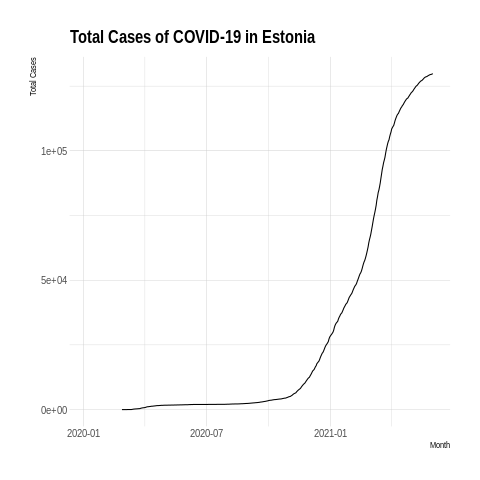 Total Cases of COVID-19 in Estonia
Total Cases
1e+05
5e+04
0e+00
2020-01 2020-07 2021-01
Month